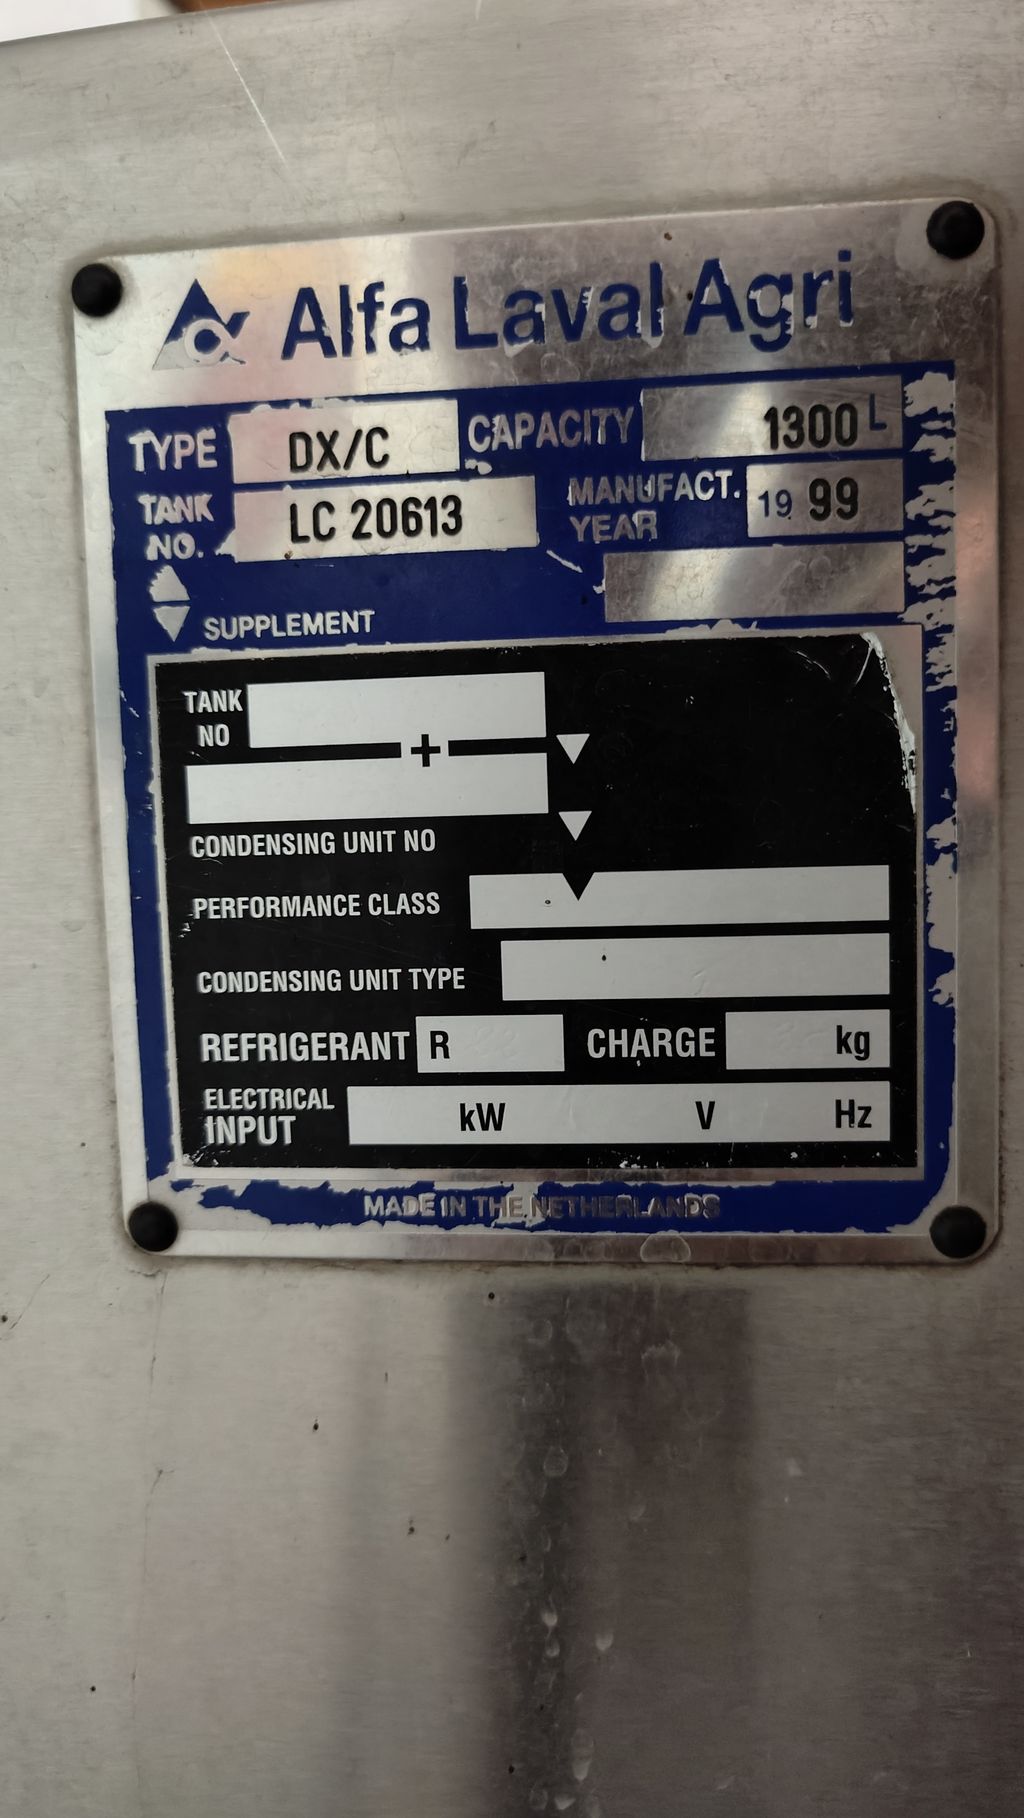 Alfa Laval Agri
TYPE DX/C CAPACITY 1300 L
TANK NO. LC 20613 MANUFACT. YEAR 19 99
SUPPLEMENT
TANK NO
+
CONDENSING UNIT NO
PERFORMANCE CLASS
CONDENSING UNIT TYPE
REFRIGERANT R CHARGE kg
ELECTRICAL INPUT kW V Hz
MADE IN THE NETHERLANDS